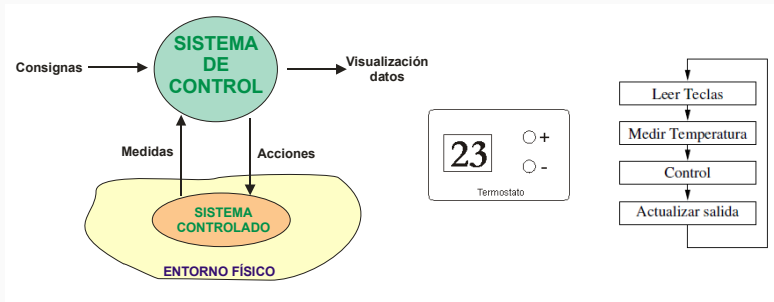 SISTEMA
DE
CONTROL
Consignas
Visualización
datos
Medidas
Acciones
SISTEMA
CONTROLADO
ENTORNO FÍSICO
23
+
-
Termostato
Leer Teclas
Medir Temperatura
Control
Actualizar salida